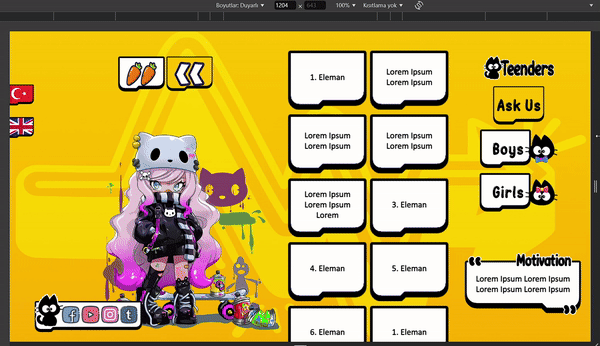 Boyutlar: Duyarlı ▼ 1204 x 643 100% ▼ Kısıtlama yok ▼
1. Eleman
Lorem Ipsum
Lorem Ipsum
Lorem Ipsum
Lorem Ipsum
Lorem Ipsum
Lorem Ipsum
Lorem Ipsum
Lorem Ipsum
Lorem
3. Eleman
4. Eleman
5. Eleman
6. Eleman
1. Eleman
Teenders
Ask Us
Boys
Girls
Motivation
Lorem Ipsum Lorem Ipsum
Lorem Ipsum Lorem Ipsum